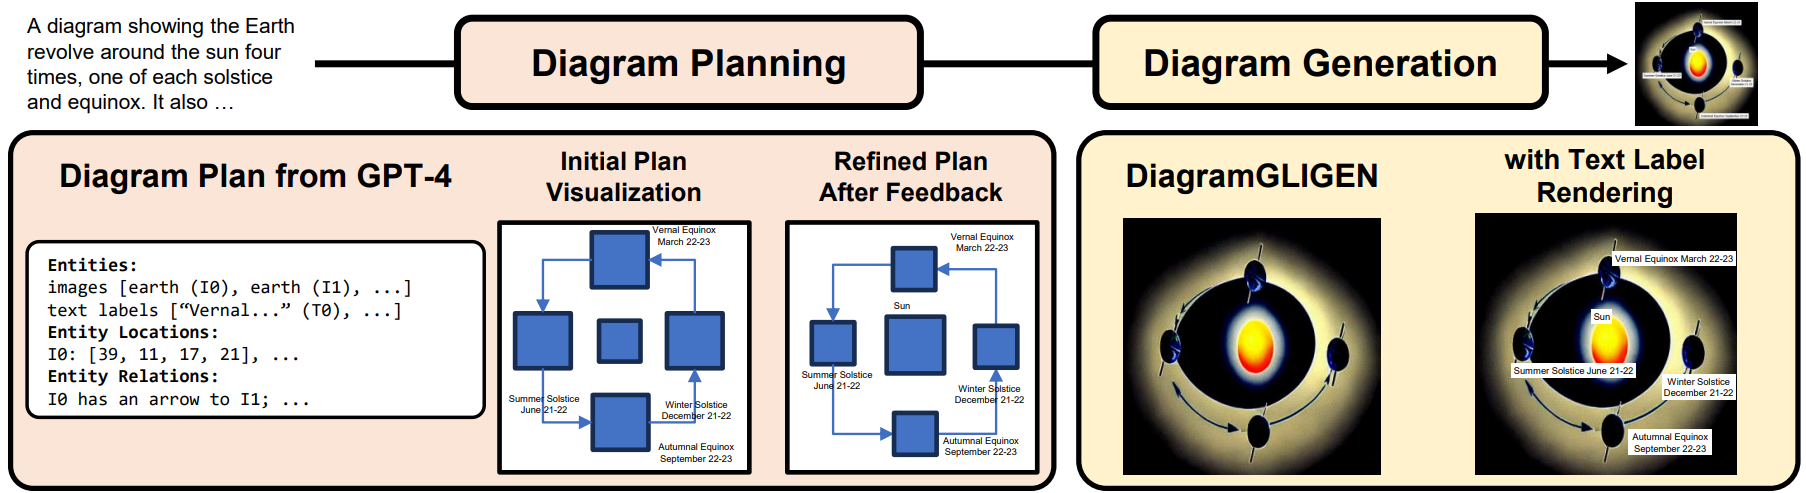 A diagram showing the Earth
revolve around the sun four
times, one of each solstice
and equinox. It also …
Diagram Planning
Diagram Generation
Diagram Plan from GPT-4
Entities:
images [earth (I0), earth (I1), ...]
text labels [“Vernal...” (T0), ...]
Entity Locations:
I0: [39, 11, 17, 21], ...
Entity Relations:
I0 has an arrow to I1; ...
Initial Plan
Visualization
Vernal Equinox
March 22-23
Summer Solstice
June 21-22
Winter Solstice
December 21-22
Autumnal Equinox
September 22-23
Refined Plan
After Feedback
Vernal Equinox
March 22-23
Sun
Summer Solstice
June 21-22
Winter Solstice
December 21-22
Autumnal Equinox
September 22-23
DiagramGLIGEN
with Text Label
Rendering
Vernal Equinox March 22-23
Sun
Summer Solstice June 21-22
Winter Solstice
December 21-22
Autumnal Equinox
September 22-23